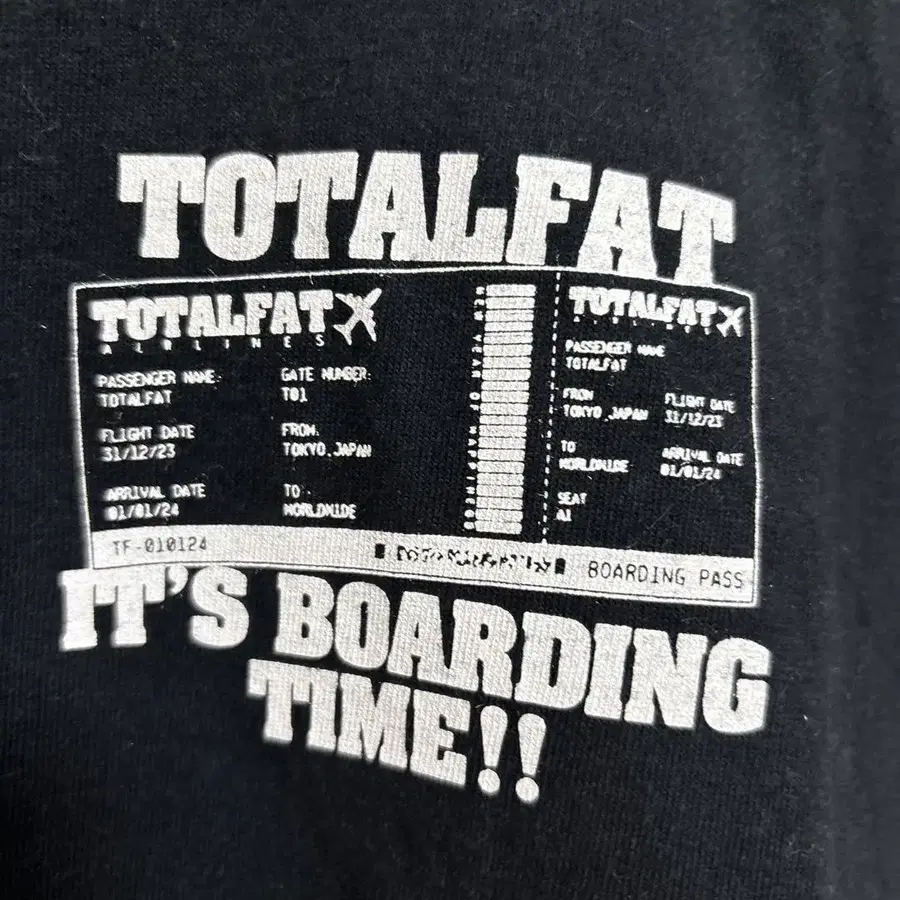 TOTALFAT
TOTALFAT
AIRLINES
PASSENGER NAME:
TOTALFAT
GATE NUMBER:
T01
FLIGHT DATE
31/12/23
FROM:
TOKYO.JAPAN
ARRIVAL DATE
01/01/24
TO
WORLDWIDE
TOTALFAT
AIRLINES
PASSENGER NAME
TOTALFAT
FROM
TOKYO.JAPAN
FLIGHT DATE
31/12/23
TO
WORLDWIDE
ARRIVAL DATE
01/01/24
SEAT
A1
TF-010124
BOARDING PASS
IT'S BOARDING
TIME!!